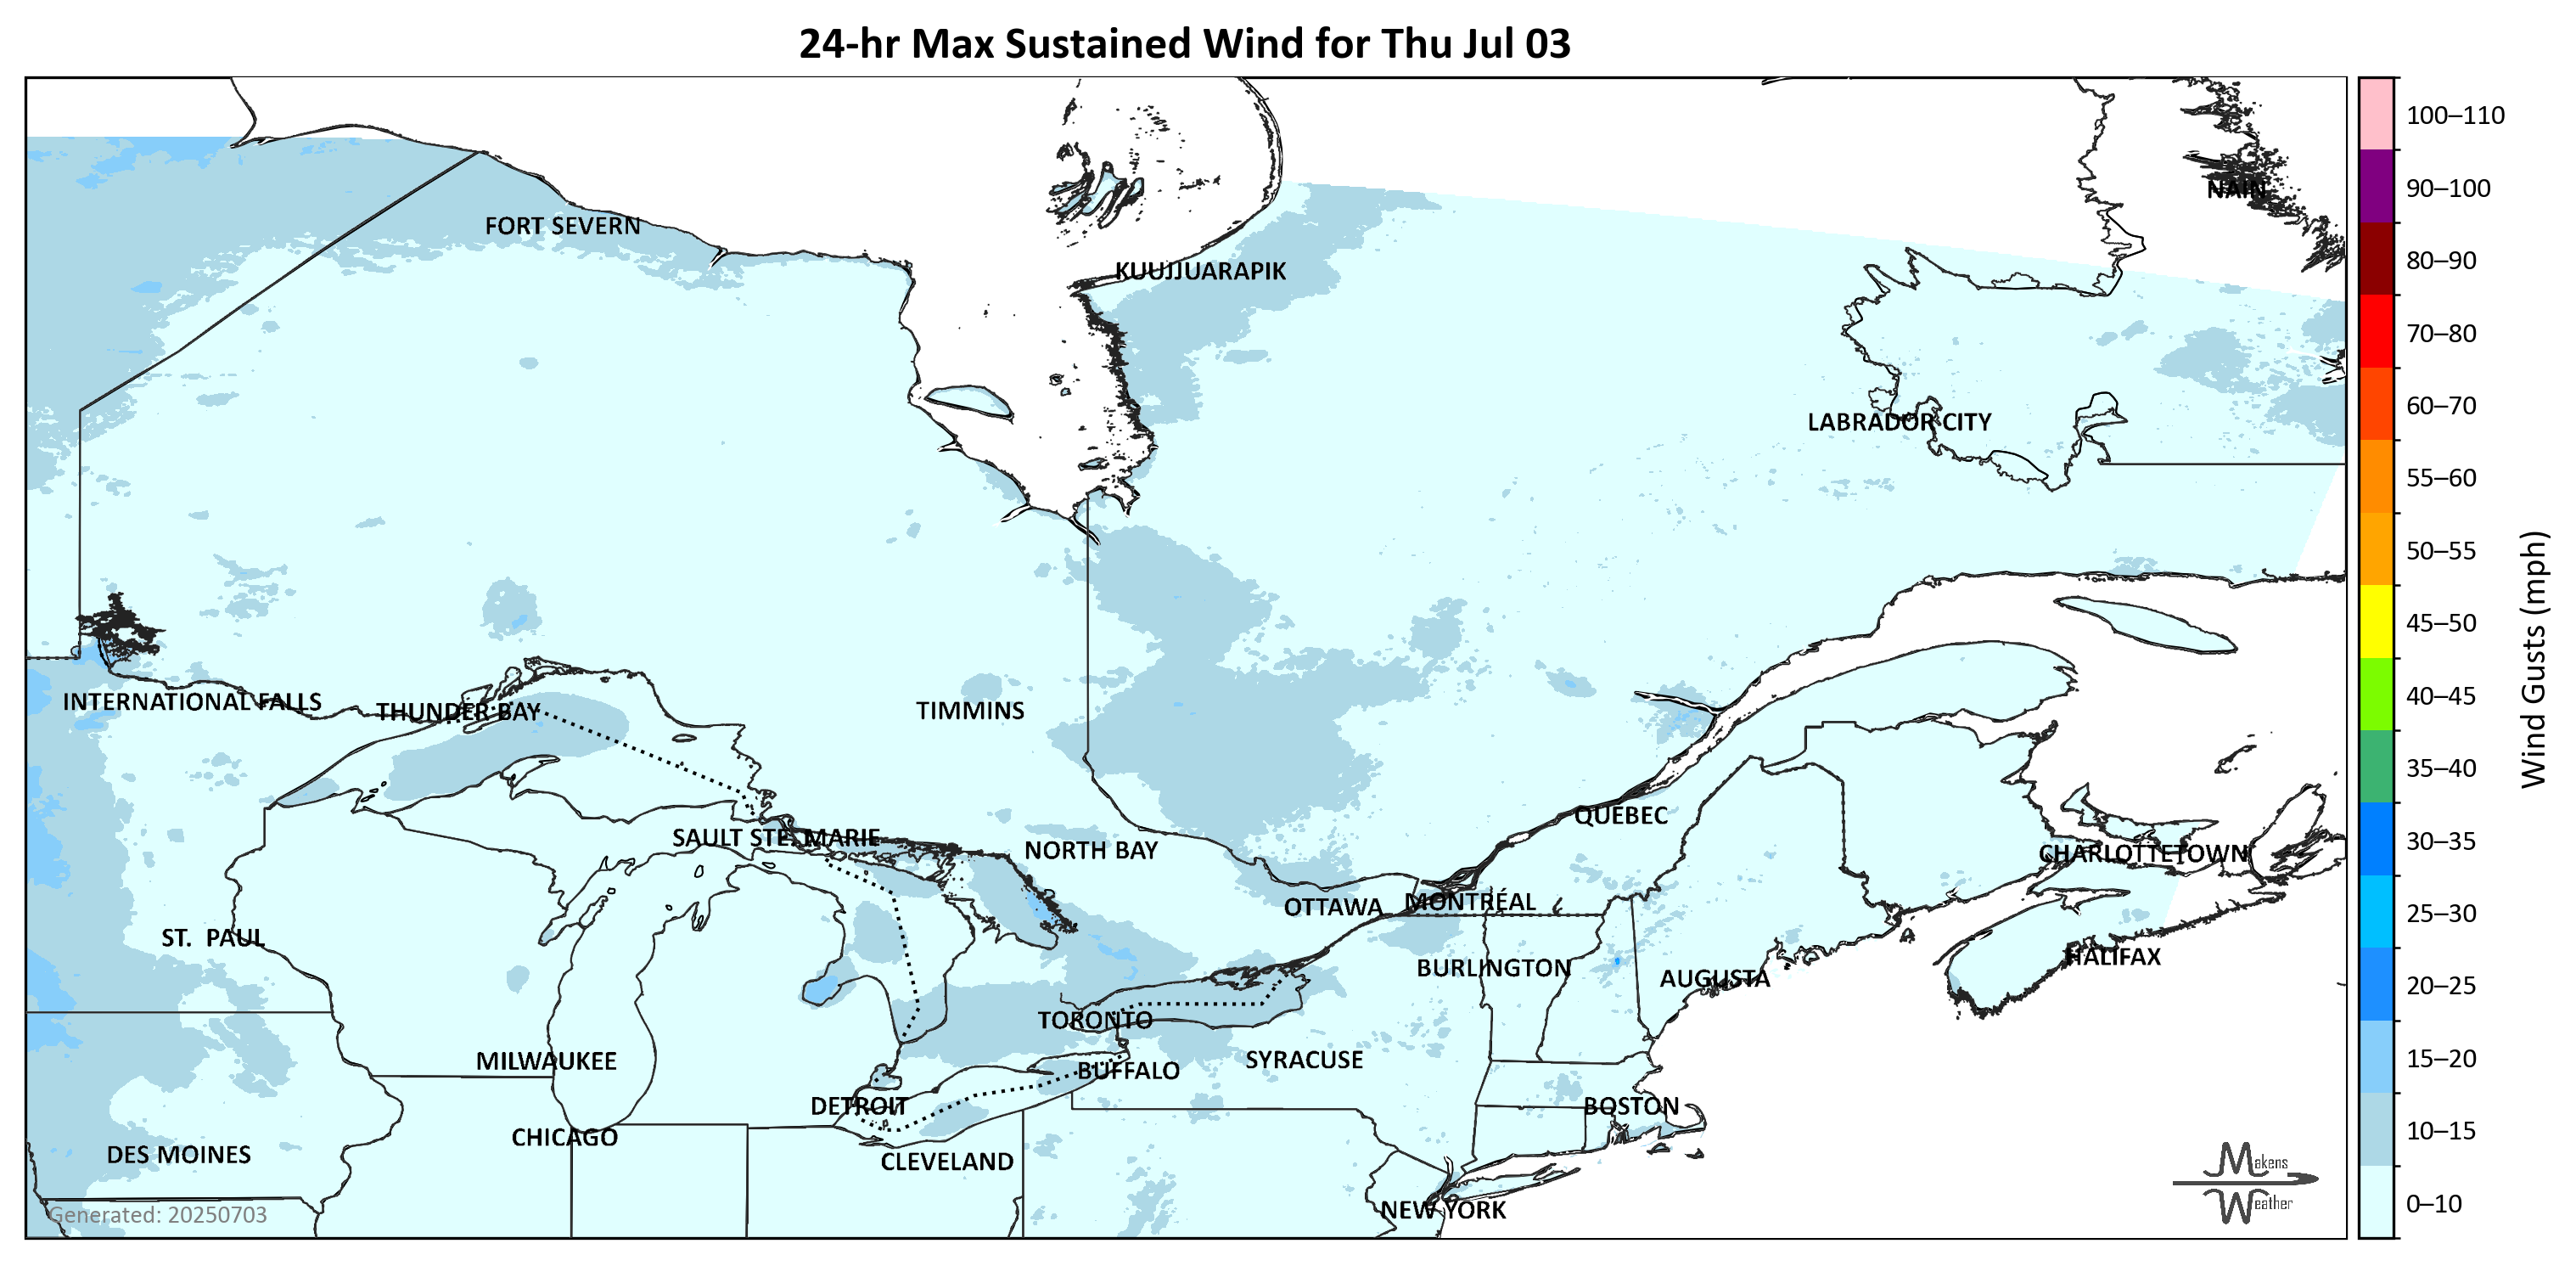 24-hr Max Sustained Wind for Thu Jul 03
100–110
90–100
NAIN
FORT SEVERN
80–90
KUUJJUARAPIK
70–80
60–70
LABRADOR CITY
55–60
50–55
45–50
Wind Gusts (mph)
40–45
INTERNATIONAL FALLS
THUNDER BAY
TIMMINS
35–40
QUÉBEC
30–35
SAULT STE. MARIE
NORTH BAY
CHARLOTTETOWN
25–30
OTTAWA
MONTRÉAL
ST. PAUL
HALIFAX
BURLINGTON
AUGUSTA
20–25
TORONTO
15–20
MILWAUKEE
SYRACUSE
BUFFALO
DETROIT
BOSTON
10–15
CHICAGO
DES MOINES
CLEVELAND
Makens
Weather
0–10
NEW YORK
Generated: 20250703